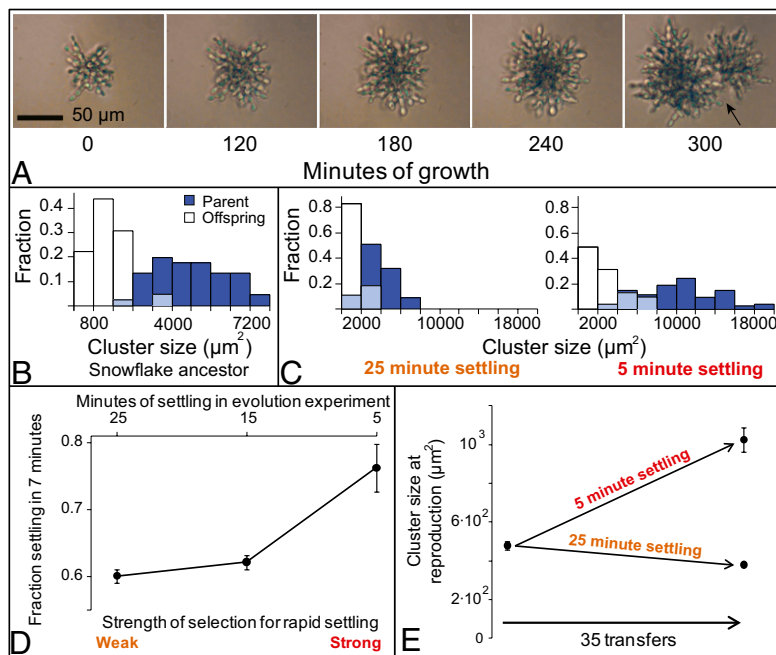 50 µm
0 120 180 240 300
A
Minutes of growth
Parent
Offspring
Fraction
0.4
0.3
0.2
0.1
800 4000 7200
Cluster size (µm²)
B
Snowflake ancestor
Fraction
0.8
0.6
0.4
0.2
2000 10000 18000
0.8
0.6
0.4
0.2
2000 10000 18000
Cluster size (µm²)
C
25 minute settling
5 minute settling
Minutes of settling in evolution experiment
25 15 5
Fraction settling in 7 minutes
0.8
0.7
0.6
Strength of selection for rapid settling
D
Weak
Strong
Cluster size at
reproduction (µm²)
10³
6·10²
2·10²
0
5 minute settling
25 minute settling
E
35 transfers